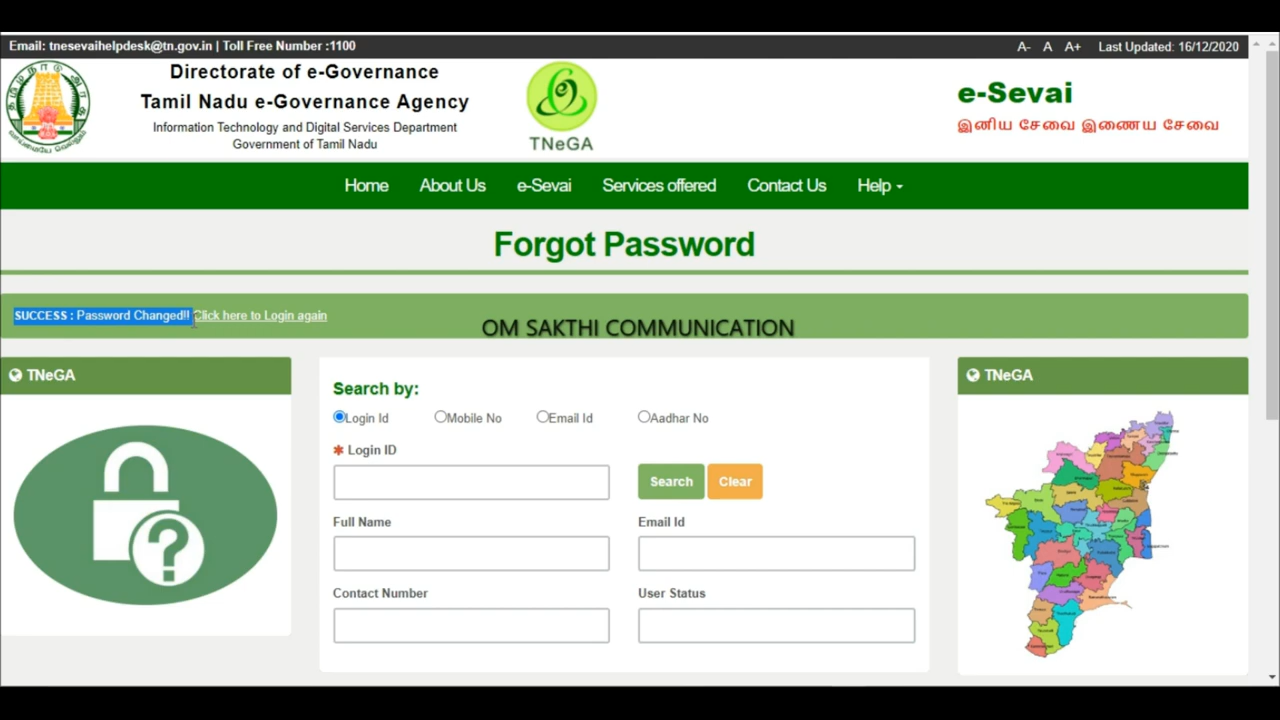 Email: tnesevaihelpdesk@tn.gov.in | Toll Free Number :1100
A- A A+ Last Updated: 16/12/2020
Directorate of e-Governance
Tamil Nadu e-Governance Agency
Information Technology and Digital Services Department
Government of Tamil Nadu
TNeGA
e-Sevai
இனிய சேவை இணைய சேவை
Home About Us e-Sevai Services offered Contact Us Help
Forgot Password
SUCCESS : Password Changed!! Click here to Login again
OM SAKTHI COMMUNICATION
TNeGA
Search by:
Login Id Mobile No Email Id Aadhar No
* Login ID
Search Clear
Full Name Email Id
Contact Number User Status
TNeGA